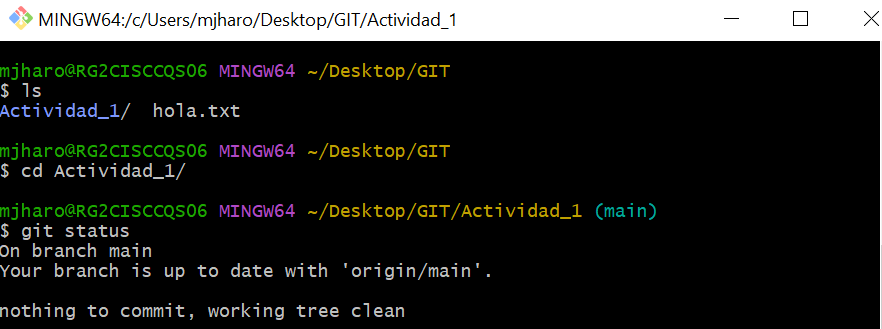 MINGW64:/c/Users/mjharo/Desktop/GIT/Actividad_1
mjharo@RG2CISCCQS06 MINGW64 ~/Desktop/GIT
$ ls
Actividad_1/  hola.txt
mjharo@RG2CISCCQS06 MINGW64 ~/Desktop/GIT
$ cd Actividad_1/
mjharo@RG2CISCCQS06 MINGW64 ~/Desktop/GIT/Actividad_1 (main)
$ git status
On branch main
Your branch is up to date with 'origin/main'.
nothing to commit, working tree clean